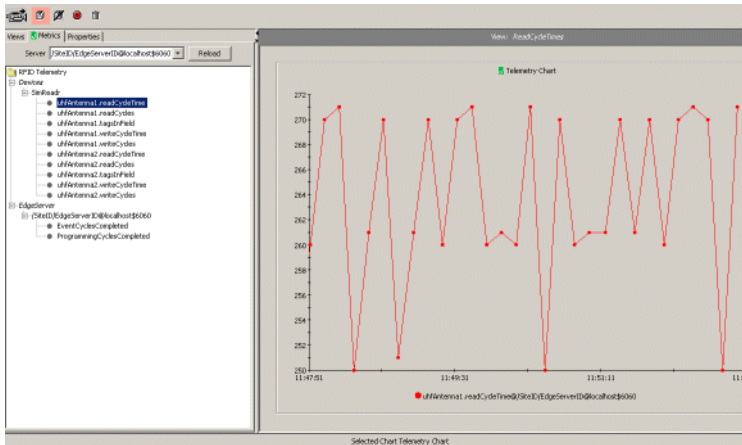 Views Metrics Properties
Server /SiteID/EdgeServerID@localhost$6060 Reload
RFID Telemetry
Devices
SimReadr
uhfAntenna1.readCycleTime
uhfAntenna1.readCycles
uhfAntenna1.tagsInField
uhfAntenna1.writeCycleTime
uhfAntenna1.writeCycles
uhfAntenna2.readCycleTime
uhfAntenna2.readCycles
uhfAntenna2.tagsInField
uhfAntenna2.writeCycleTime
uhfAntenna2.writeCycles
EdgeServer
/SiteID/EdgeServerID@localhost$6060
EventCyclesCompleted
ProgrammingCyclesCompleted
View: ReadCycleTimes
Telemetry Chart
272
270
268
266
264
262
260
258
256
254
252
250
11:47:51 11:49:31 11:51:11 11:
uhfAntenna1.readCycleTime@/SiteID/EdgeServerID@localhost$6060
Selected Chart Telemetry Chart